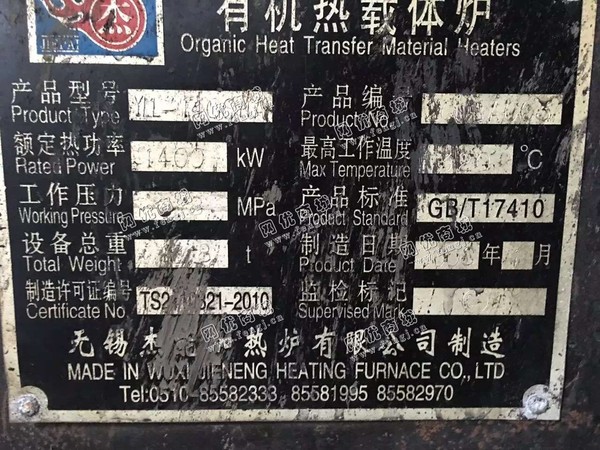 有机热载体炉
Organic Heat Transfer Material Heaters
产品型号
Product Type
产品编
Product No.
额定热功率
Rated Power
kW
最高工作温度
Max Temperature
°C
工作压力
Working Pressure
MPa
产品标准
Product Standard
GB/T17410
设备总重
Total Weight
t
制造日期
Product Date
年 月
制造许可证编号
Certificate No.
监检标记
Supervised Mark
无锡杰 热炉有限公司制造
MADE IN WUXI JIENENG HEATING FURNACE CO., LTD
Tel:0510-85582333 85581995 85582970